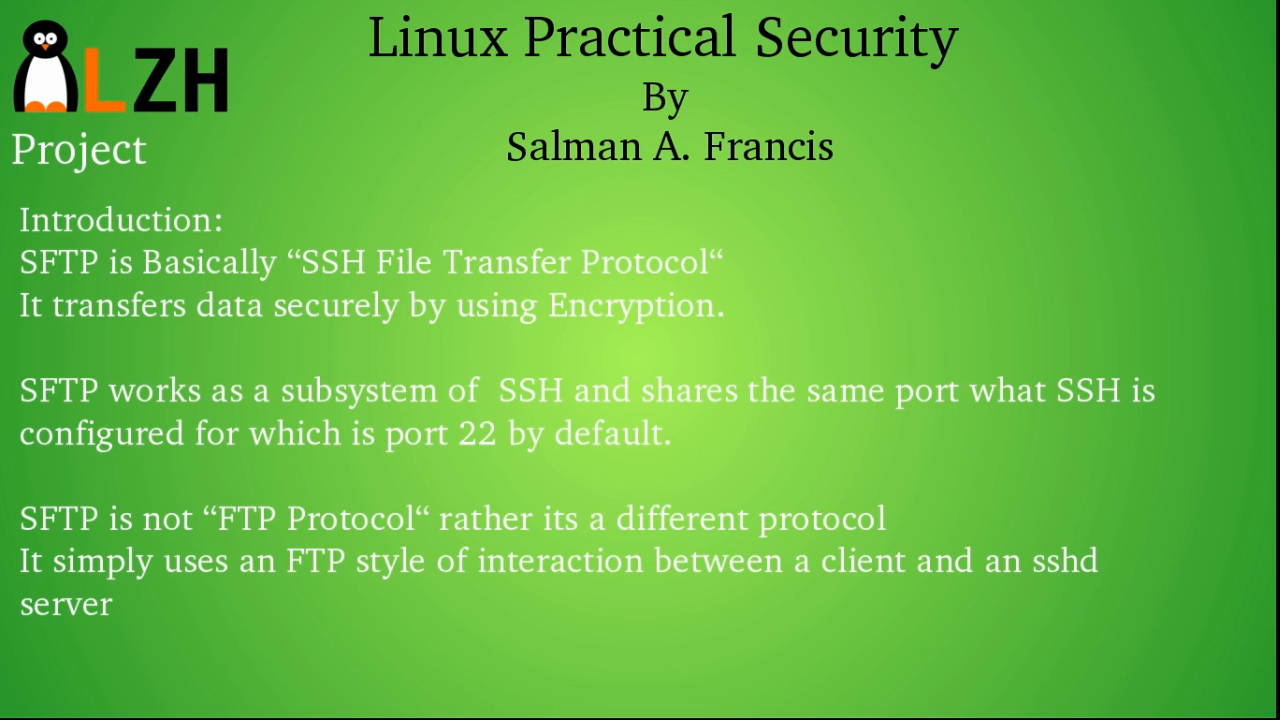 LZH
Project
Linux Practical Security
By
Salman A. Francis
Introduction:
SFTP is Basically “SSH File Transfer Protocol“
It transfers data securely by using Encryption.
SFTP works as a subsystem of  SSH and shares the same port what SSH is
configured for which is port 22 by default.
SFTP is not “FTP Protocol“ rather its a different protocol
It simply uses an FTP style of interaction between a client and an sshd
server